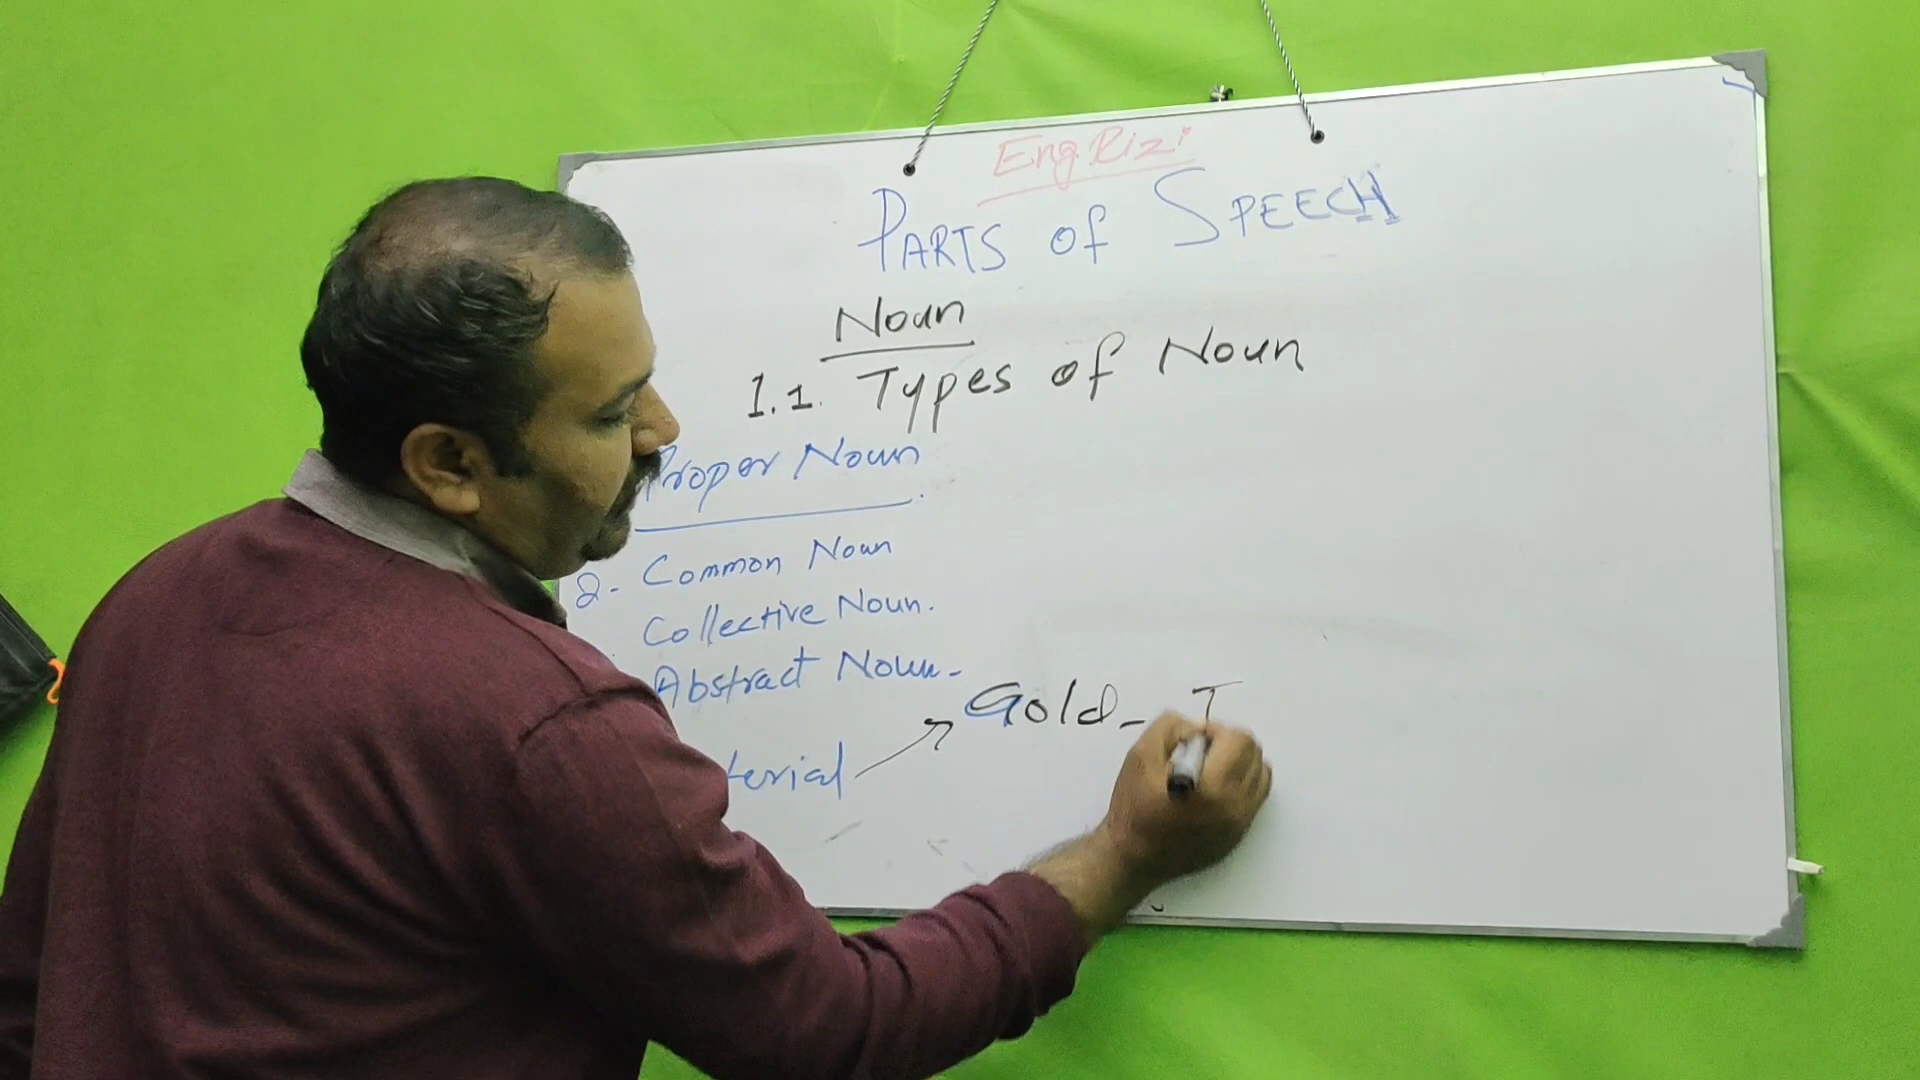 Eng Rizi
PARTS of SPEECH
Noun
1.1. Types of Noun
Proper Noun
2- Common Noun
Collective Noun.
Abstract Noun-
terial → Gold- I